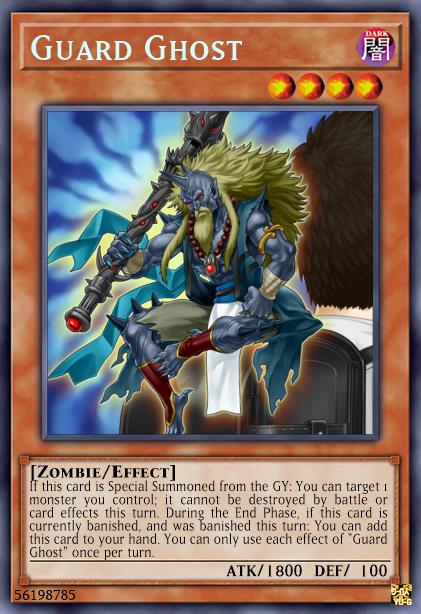 Guard Ghost
DARK
闇
[Zombie/Effect]
If this card is Special Summoned from the GY: You can target 1
monster you control; it cannot be destroyed by battle or
card effects this turn. During the End Phase, if this card is
currently banished, and was banished this turn: You can add
this card to your hand. You can only use each effect of "Guard
Ghost" once per turn.
ATK/1800 DEF/ 100
56198785